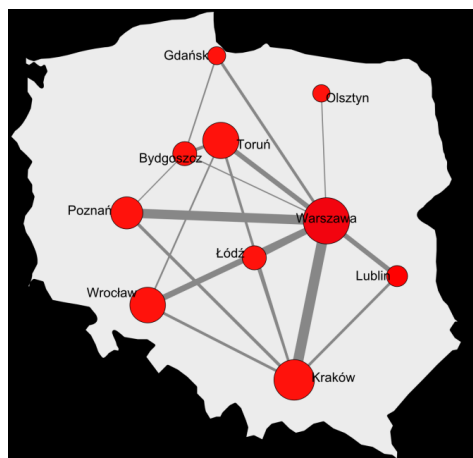 Gdańsk
Olsztyn
Toruń
Bydgoszcz
Poznań
Warszawa
Łódź
Lublin
Wrocław
Kraków